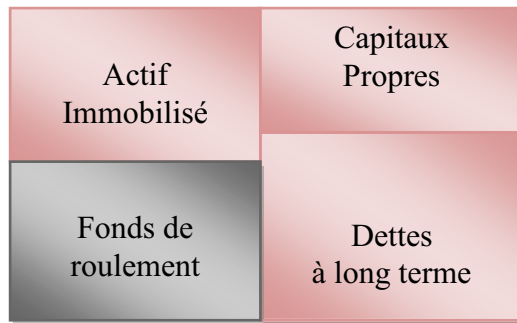 Actif
Immobilisé
Capitaux
Propres
Fonds de
roulement
Dettes
à long terme